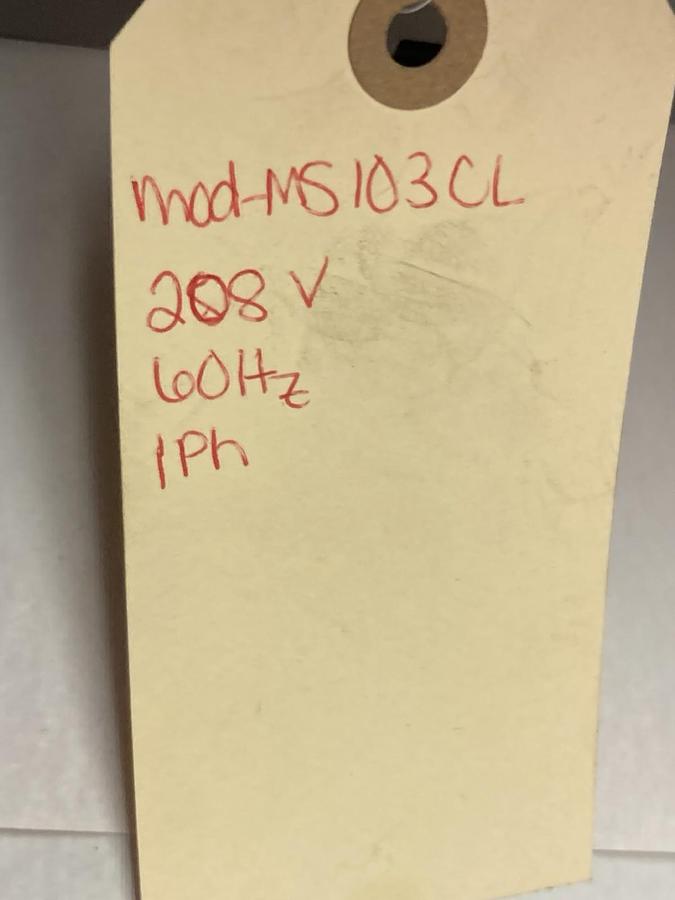 mod-MS103CL
208 V
60Hz
1Ph